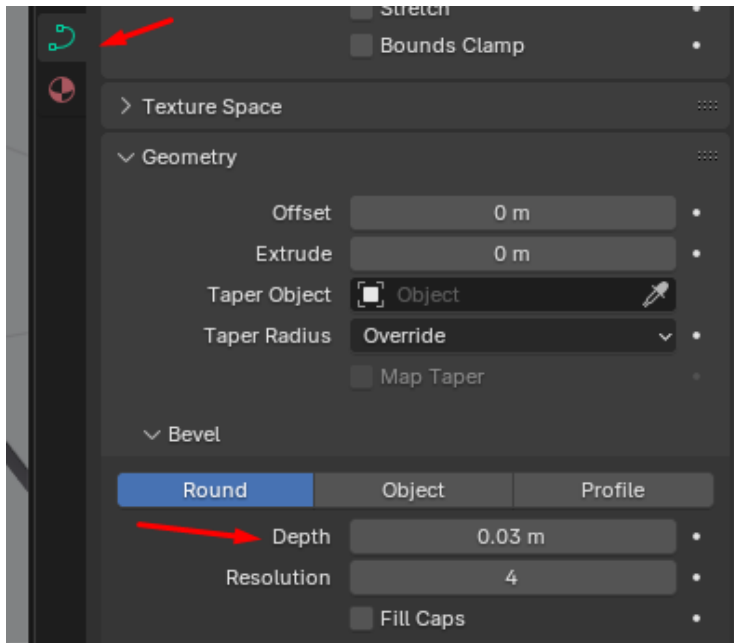 Stretch
Bounds Clamp
Texture Space
Geometry
Offset 0 m
Extrude 0 m
Taper Object Object
Taper Radius Override
Map Taper
Bevel
Round Object Profile
Depth 0.03 m
Resolution 4
Fill Caps